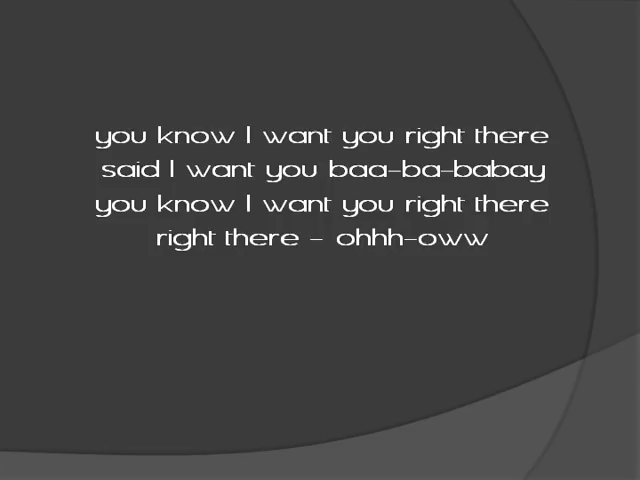 you know I want you right there
said I want you baa-ba-babay
you know I want you right there
right there - ohhh-oww